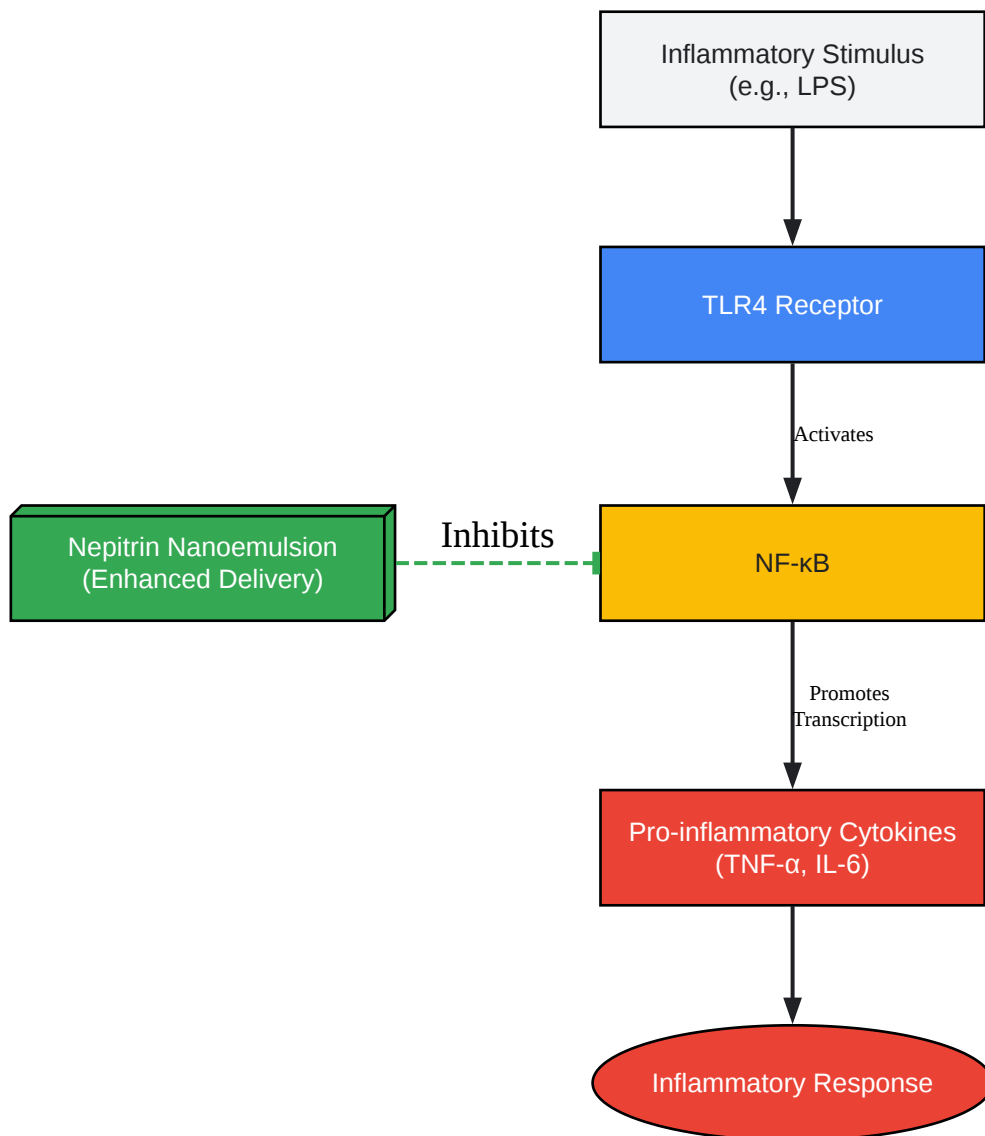 Inflammatory Stimulus
(e.g., LPS)
TLR4 Receptor
Activates
Nepitrin Nanoemulsion
(Enhanced Delivery)
Inhibits
NF-κB
Promotes
Transcription
Pro-inflammatory Cytokines
(TNF-α, IL-6)
Inflammatory Response